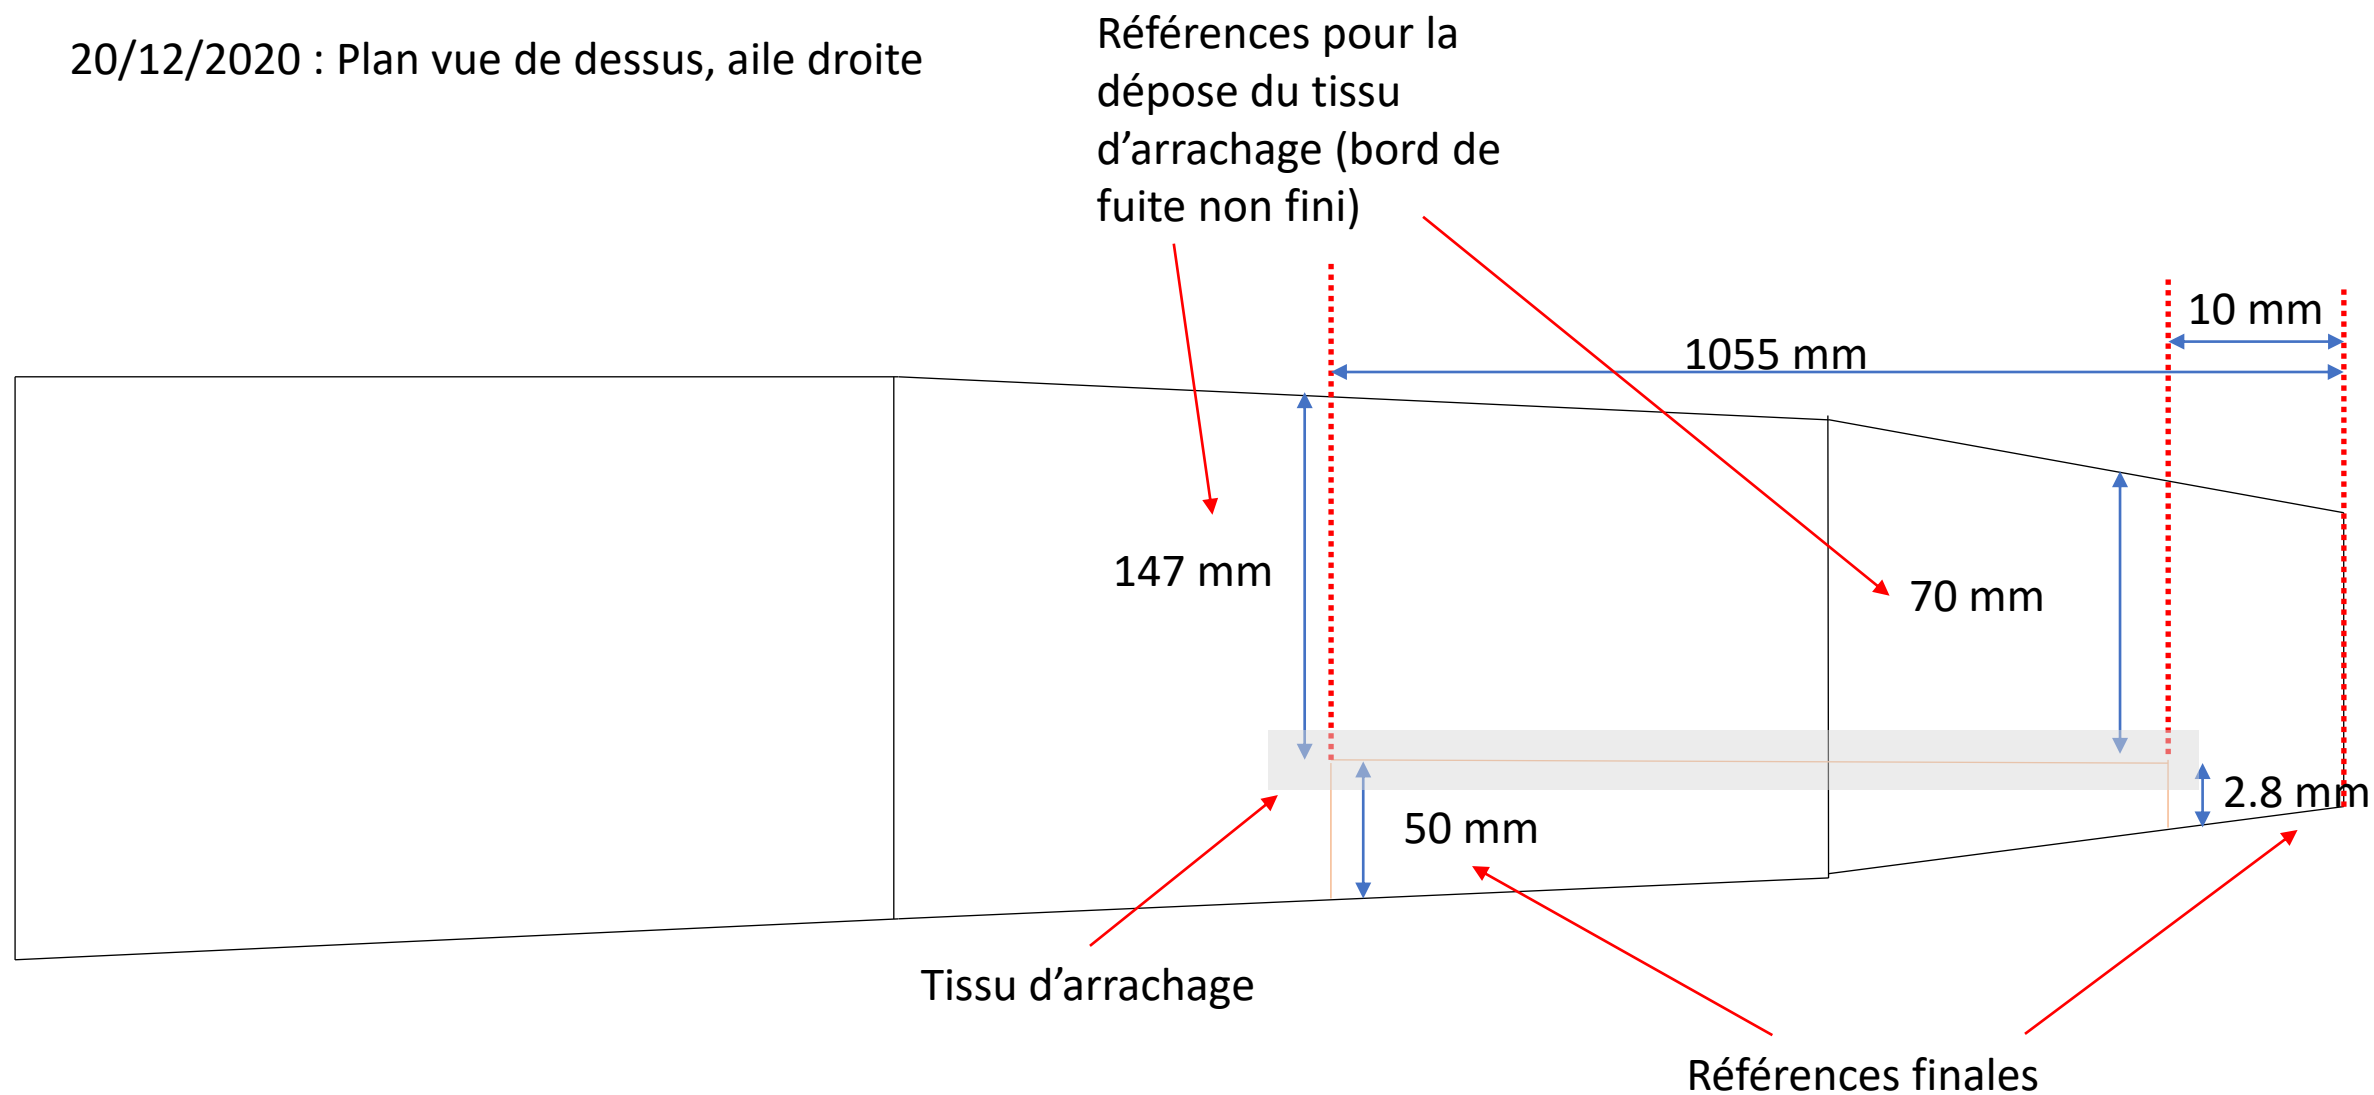 20/12/2020 : Plan vue de dessus, aile droite
Références pour la
dépose du tissu
d’arrachage (bord de
fuite non fini)
10 mm
1055 mm
147 mm
70 mm
2.8 mm
50 mm
Tissu d’arrachage
Références finales